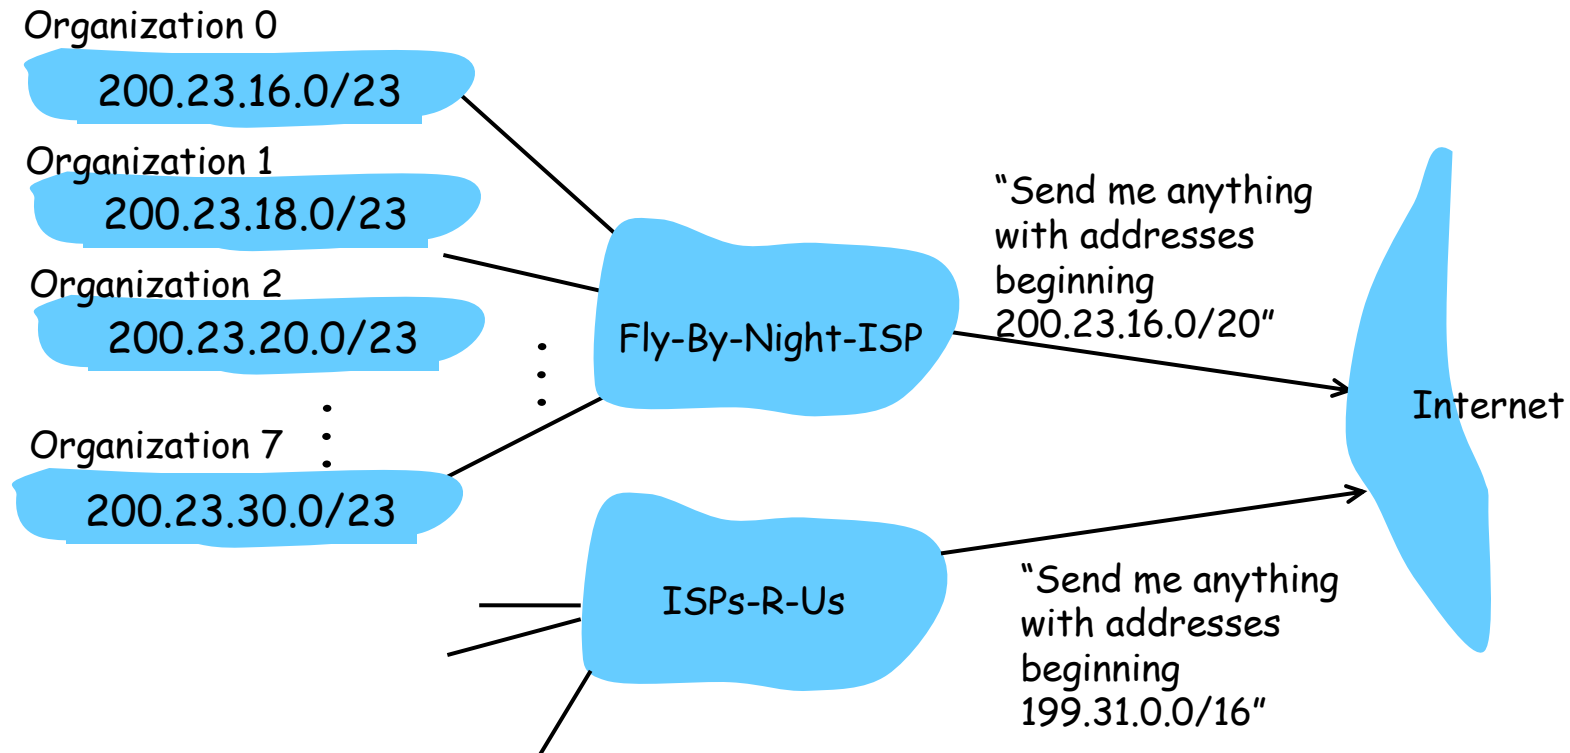 Organization 0
200.23.16.0/23
Organization 1
200.23.18.0/23
Organization 2
200.23.20.0/23
Organization 7
200.23.30.0/23
Fly-By-Night-ISP
“Send me anything
with addresses
beginning
200.23.16.0/20”
Internet
ISPs-R-Us
“Send me anything
with addresses
beginning
199.31.0.0/16”